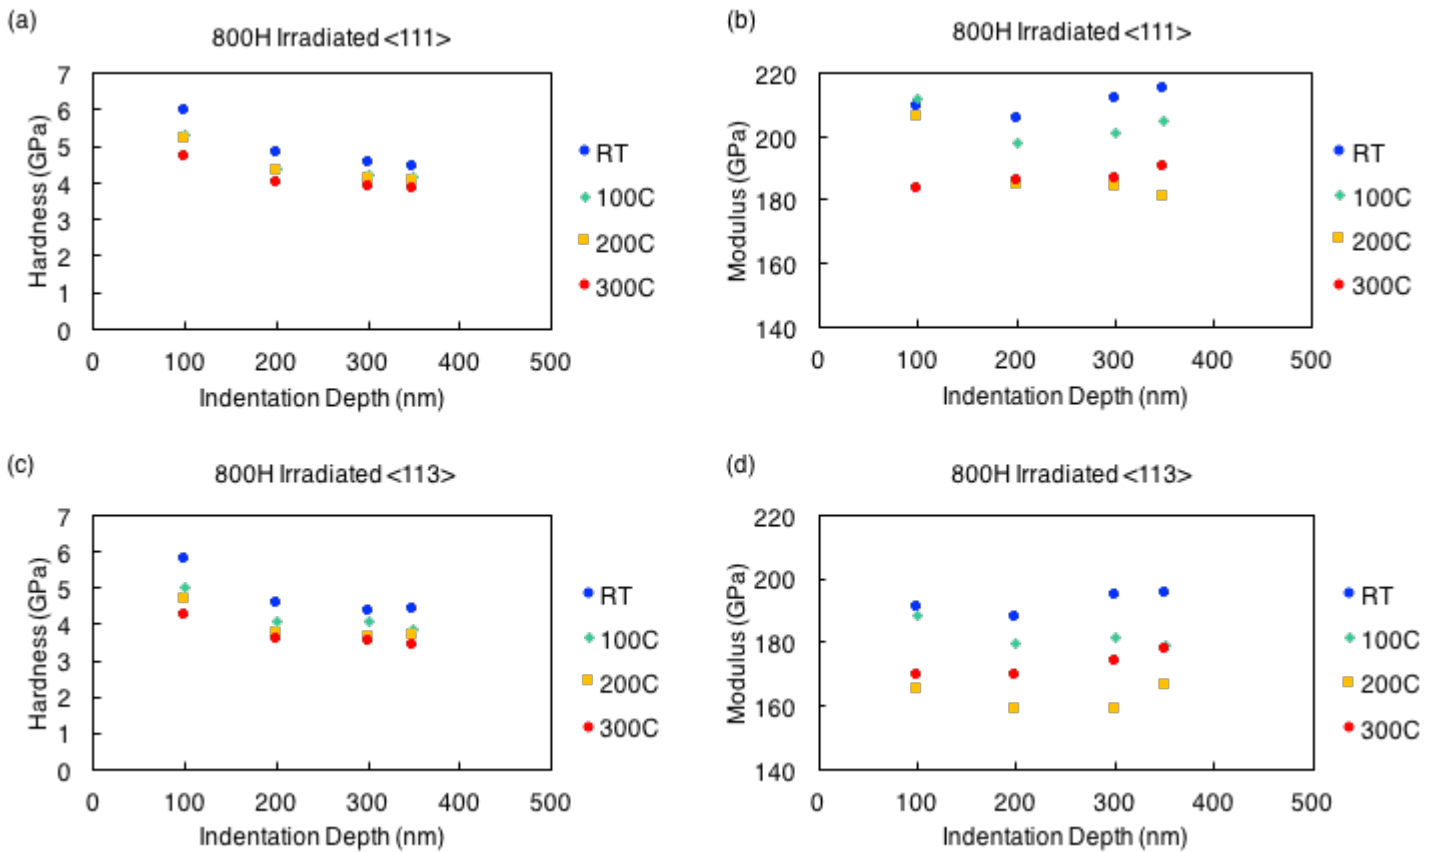 (a)
800H Irradiated <111>
7
6
5
4
3
2
1
0
0 100 200 300 400 500
Hardness (GPa)
Indentation Depth (nm)
RT
100C
200C
300C
(b)
800H Irradiated <111>
220
200
180
160
140
0 100 200 300 400 500
Modulus (GPa)
Indentation Depth (nm)
RT
100C
200C
300C
(c)
800H Irradiated <113>
7
6
5
4
3
2
1
0
0 100 200 300 400 500
Hardness (GPa)
Indentation Depth (nm)
RT
100C
200C
300C
(d)
800H Irradiated <113>
220
200
180
160
140
0 100 200 300 400 500
Modulus (GPa)
Indentation Depth (nm)
RT
100C
200C
300C